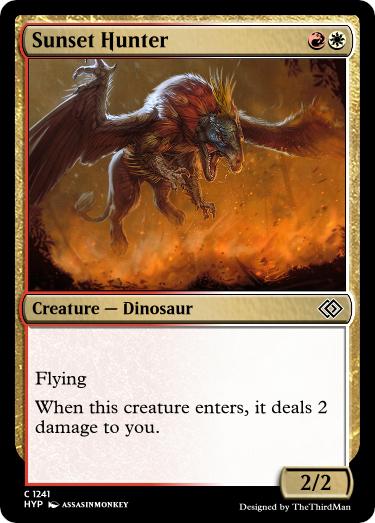 Sunset Hunter
Creature — Dinosaur
Flying
When this creature enters, it deals 2
damage to you.
2/2
C 1241
HYP ASSASINMONKEY
Designed by TheThirdMan